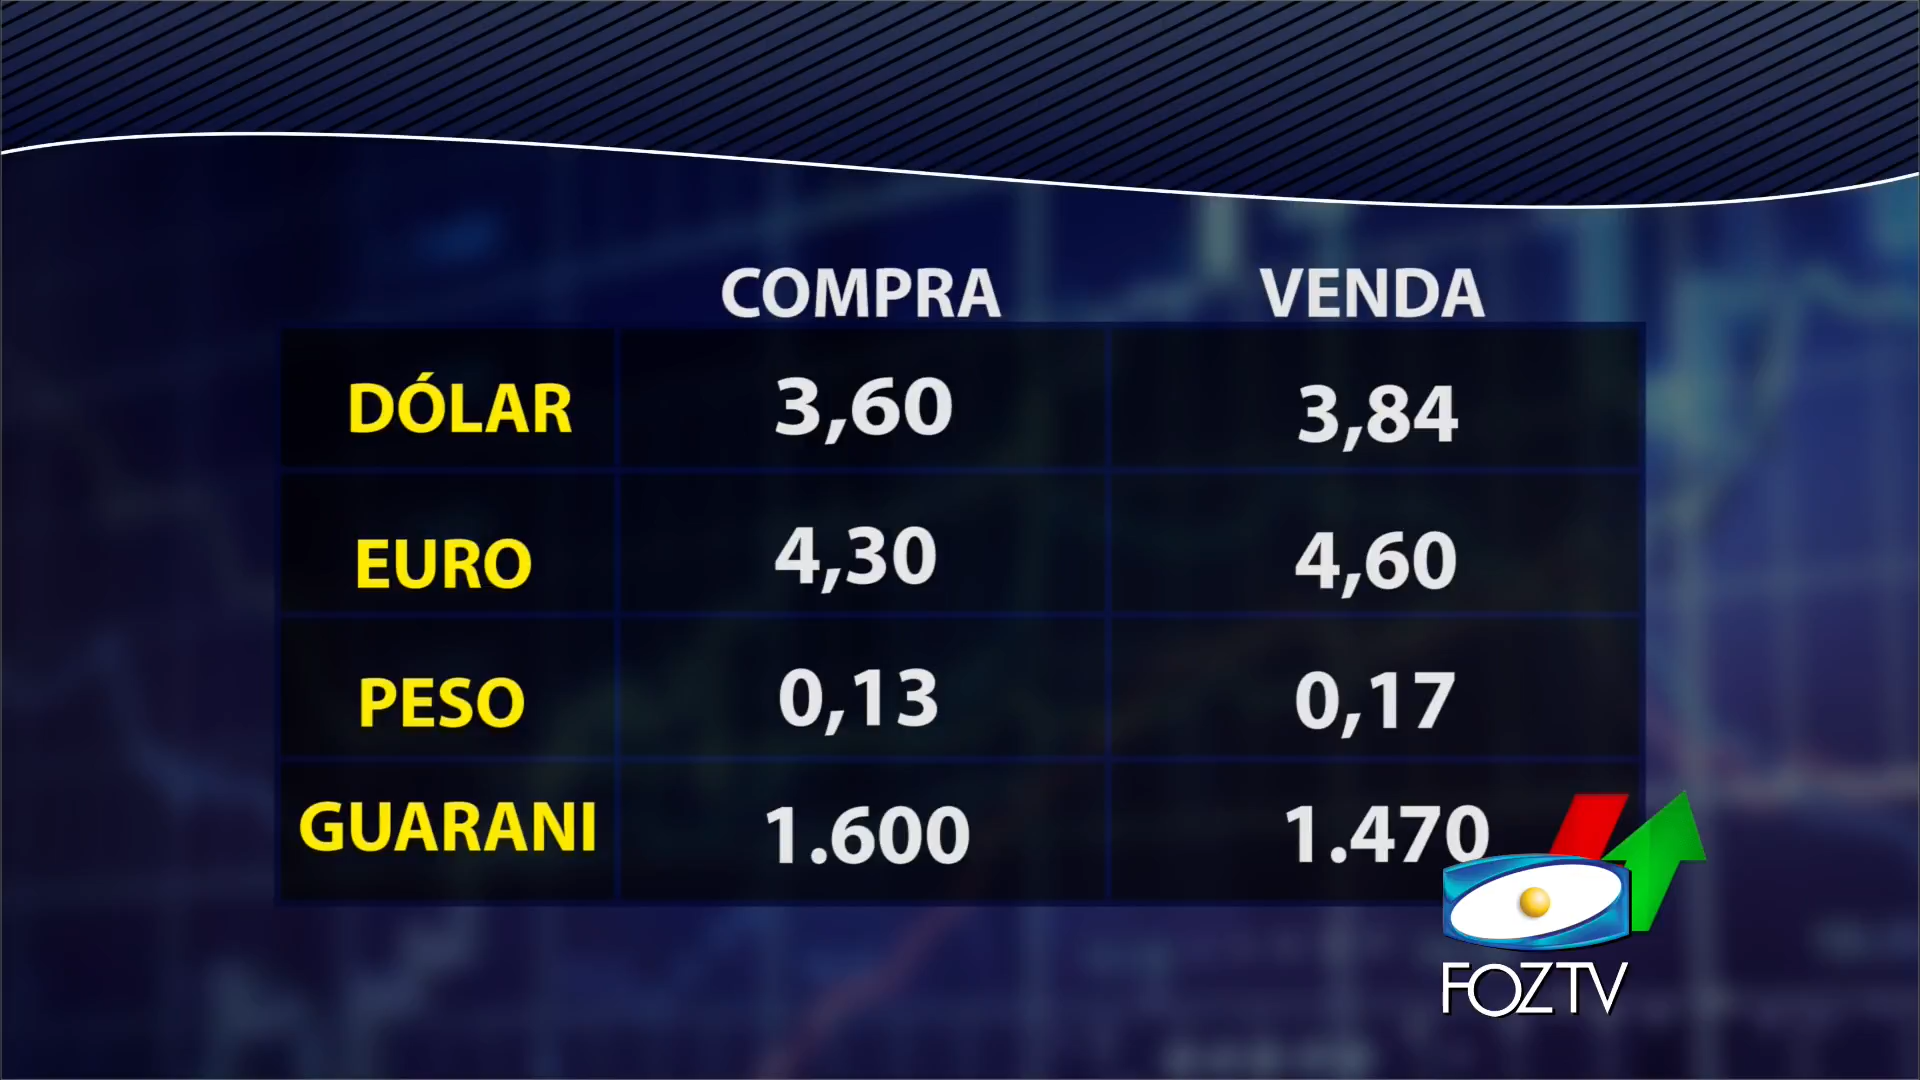 COMPRA VENDA
DÓLAR 3,60 3,84
EURO 4,30 4,60
PESO 0,13 0,17
GUARANI 1.600 1.470
FOZTV